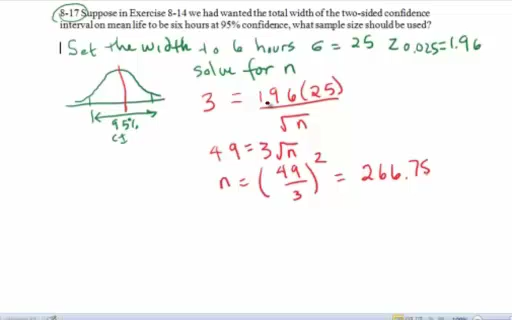 8-17 Suppose in Exercise 8-14 we had wanted the total width of the two-sided confidence
interval on mean life to be six hours at 95% confidence, what sample size should be used?
Set the width to 6 hours σ = 25 Z0.025=1.96
solve for n
3 = 1.96(25)/√n
95%
CI
49 = 3√n
n = (49/3)² = 266.78